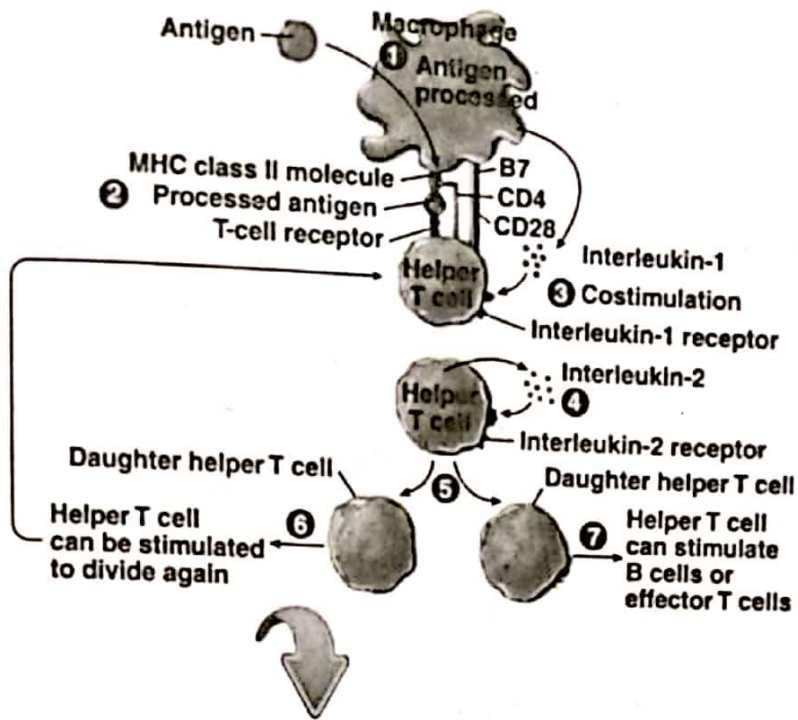 Antigen
Macrophage
1 Antigen
processed
MHC class II molecule
B7
2 Processed antigen
CD4
T-cell receptor
CD28
Helper
T cell
Interleukin-1
3 Costimulation
Interleukin-1 receptor
Helper
T cell
Interleukin-2
4
Interleukin-2 receptor
Daughter helper T cell
5
Daughter helper T cell
6
Helper T cell
can be stimulated
to divide again
7
Helper T cell
can stimulate
B cells or
effector T cells